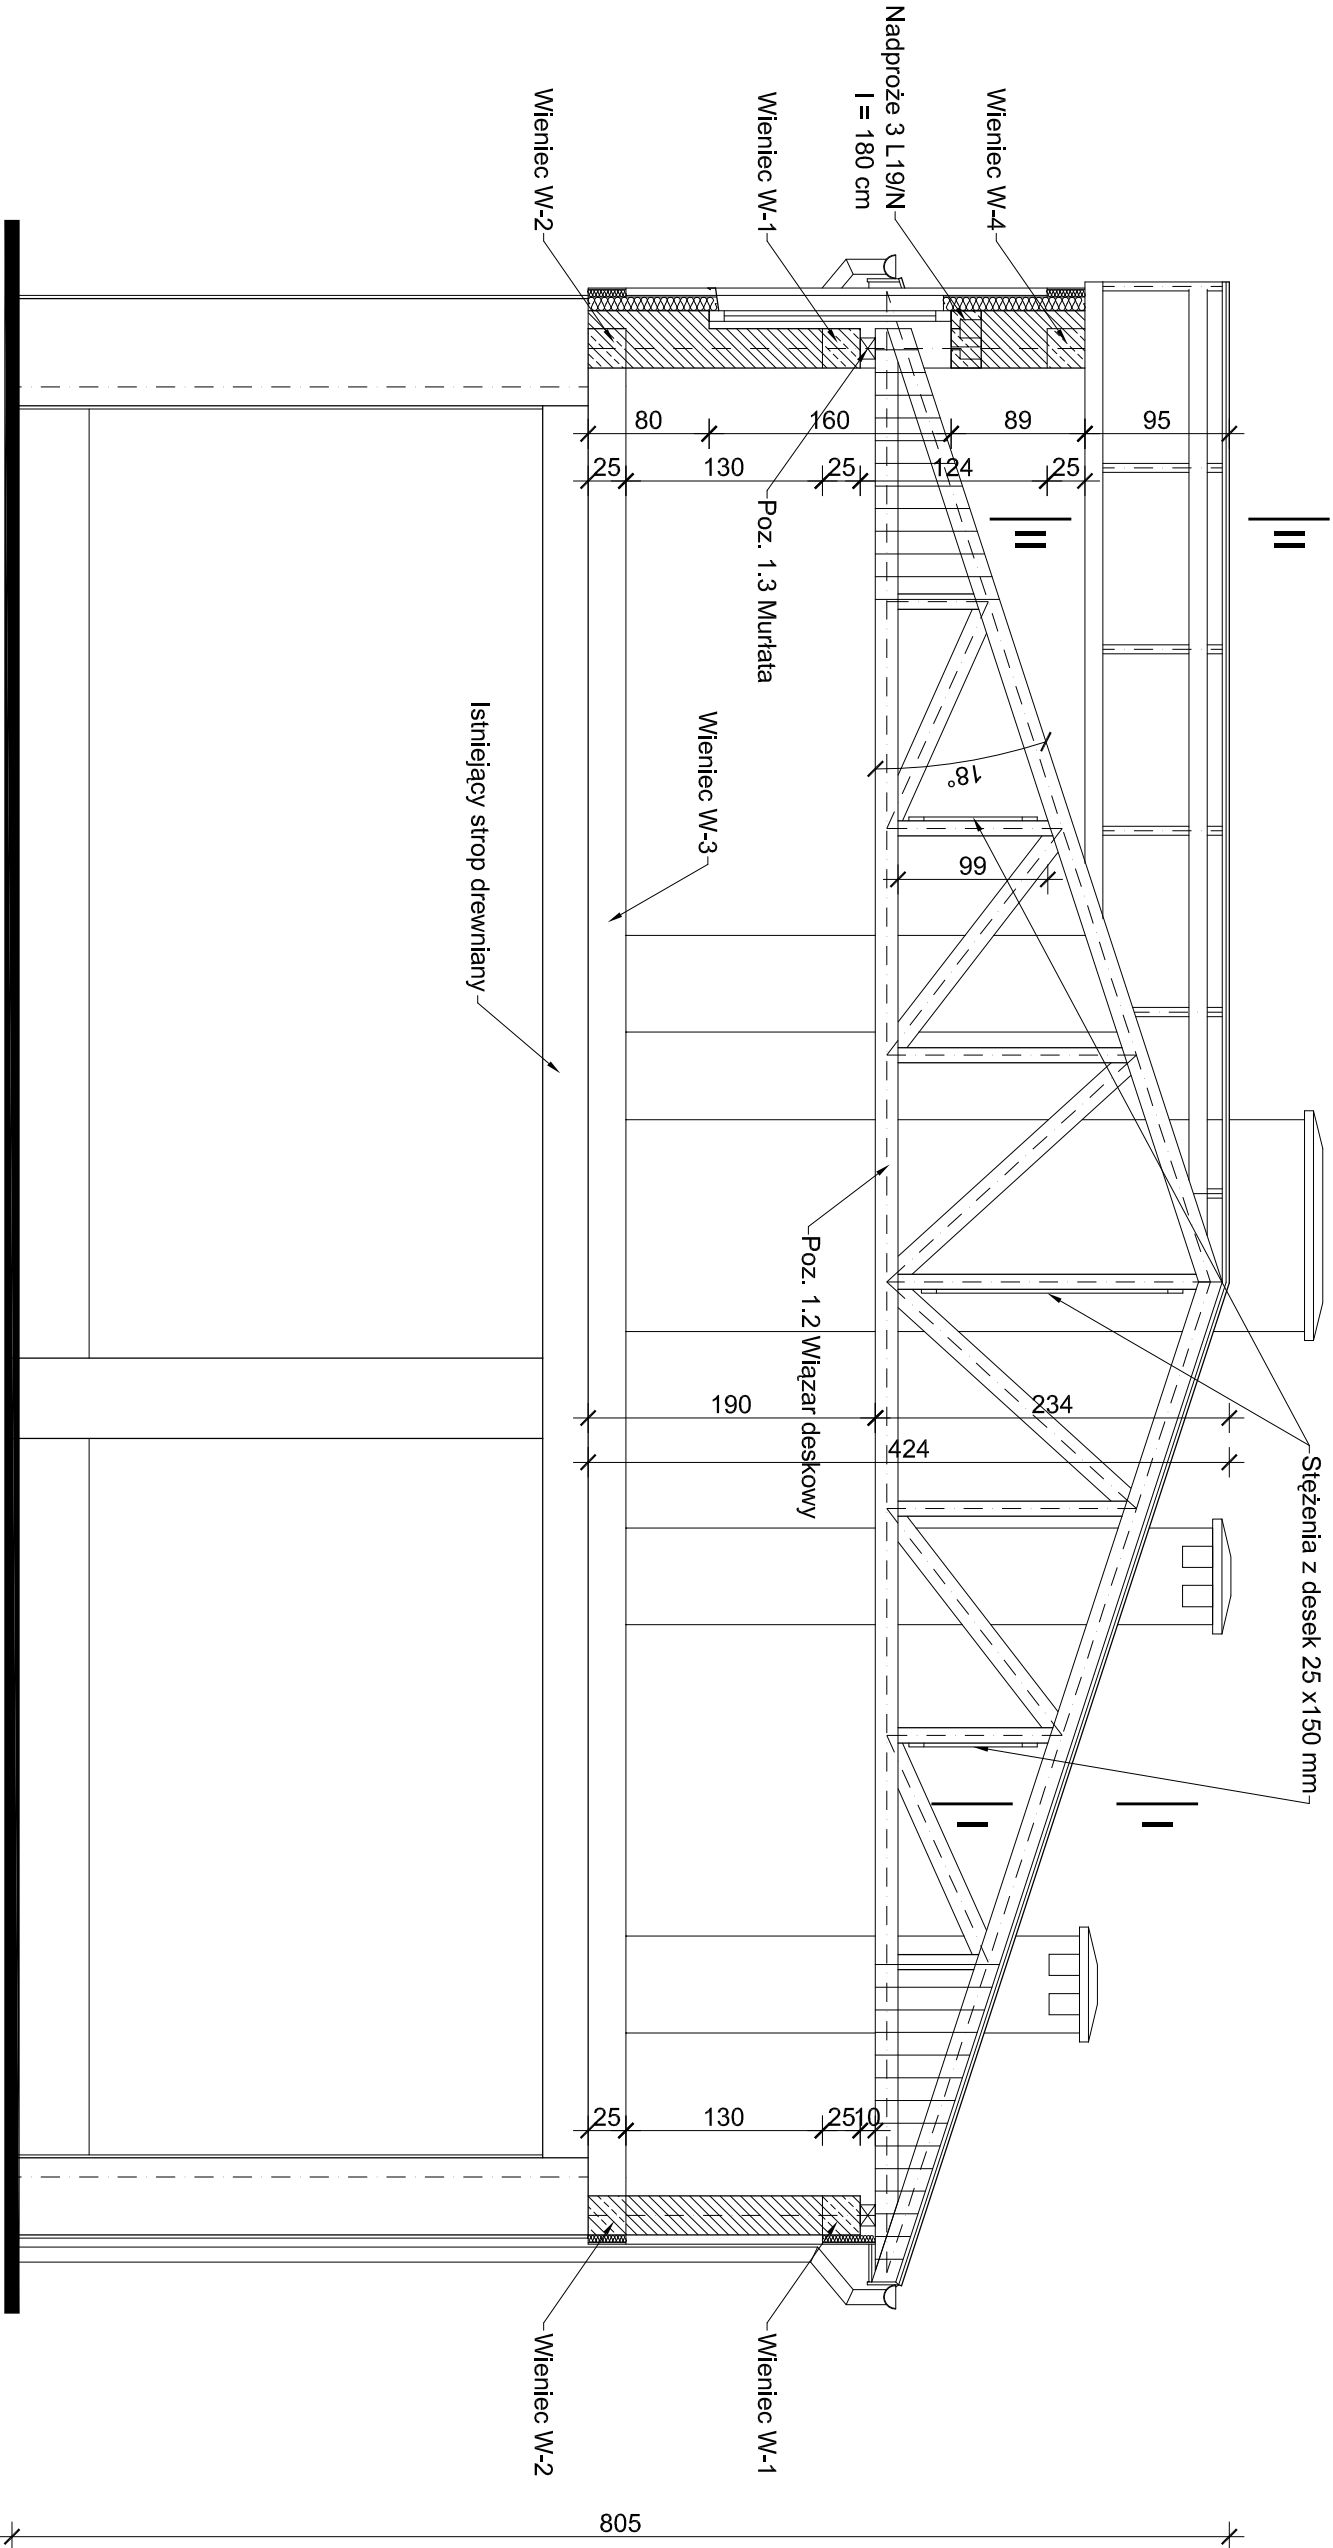 Nadproże 3 L19/N
l = 180 cm
Wieniec W-4
Wieniec W-1
Wieniec W-2
80
160
89
95
25
130
25
124
25
II
II
Poz. 1.3 Murłata
18°
99
Wieniec W-3
Istniejący strop drewniany
Poz. 1.2 Wiązar deskowy
190
234
424
Stężenia z desek 25 x150 mm
I
I
25
130
25
10
Wieniec W-1
Wieniec W-2
805